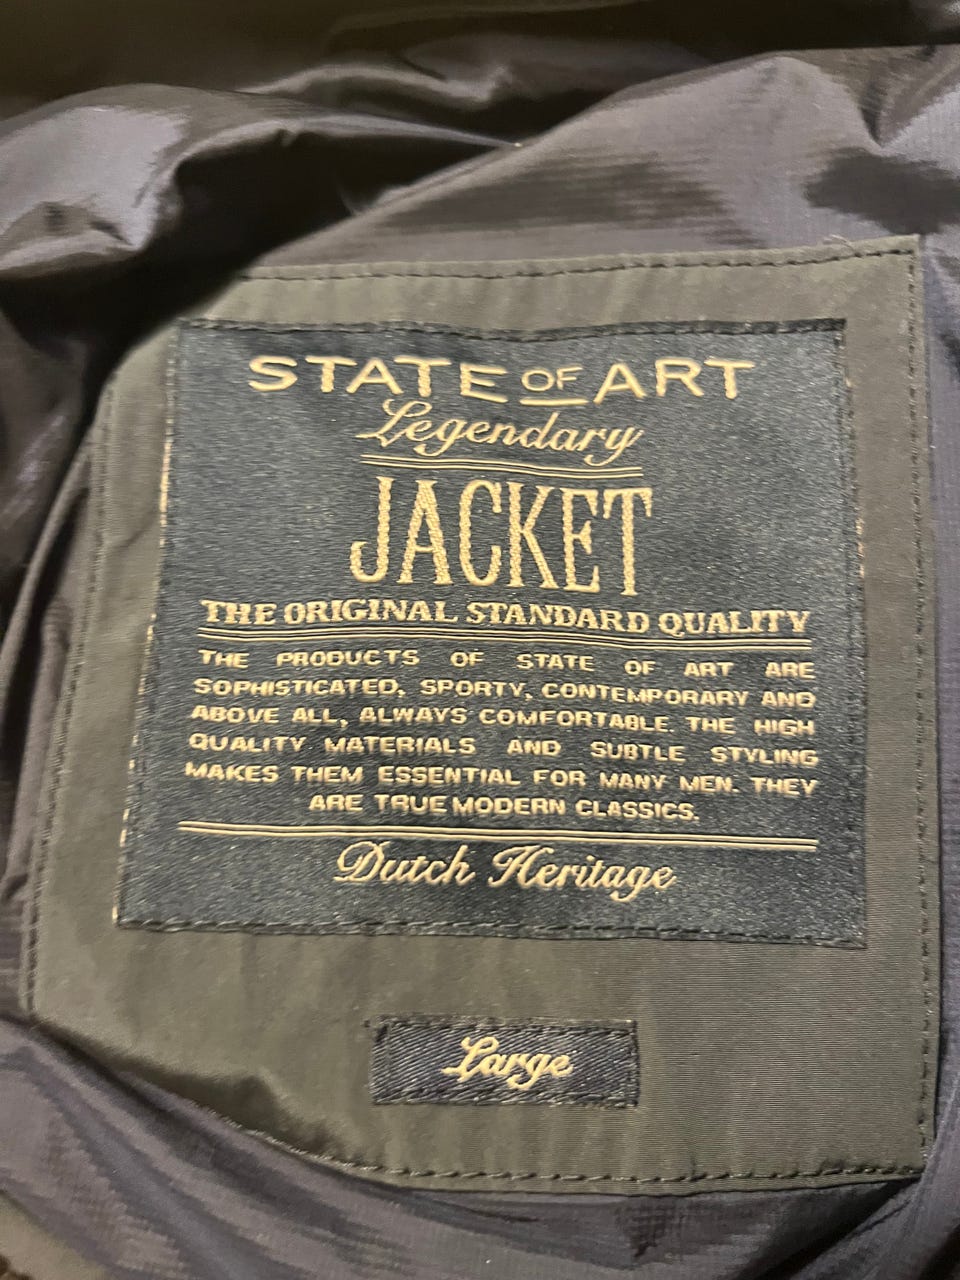 STATE OF ART
Legendary
JACKET
THE ORIGINAL STANDARD QUALITY
THE PRODUCTS OF STATE OF ART ARE
SOPHISTICATED, SPORTY, CONTEMPORARY AND
ABOVE ALL, ALWAYS COMFORTABLE. THE HIGH
QUALITY MATERIALS AND SUBTLE STYLING
MAKES THEM ESSENTIAL FOR MANY MEN. THEY
ARE TRUE MODERN CLASSICS.
Dutch Heritage
Large